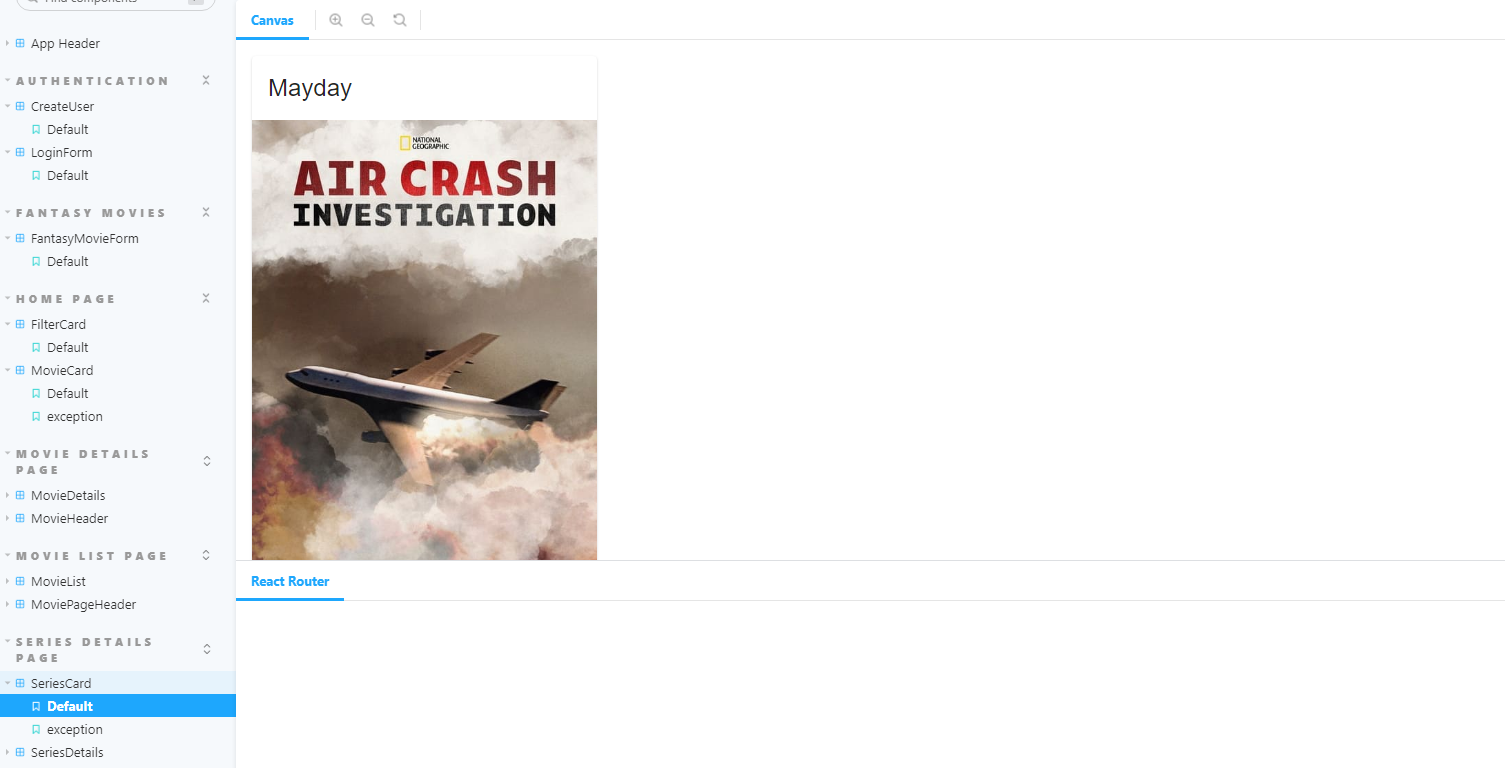 Find components
App Header
AUTHENTICATION
CreateUser
Default
LoginForm
Default
FANTASY MOVIES
FantasyMovieForm
Default
HOME PAGE
FilterCard
Default
MovieCard
Default
exception
MOVIE DETAILS
PAGE
MovieDetails
MovieHeader
MOVIE LIST PAGE
MovieList
MoviePageHeader
SERIES DETAILS
PAGE
SeriesCard
Default
exception
SeriesDetails
Canvas
Mayday
NATIONAL
GEOGRAPHIC
AIR CRASH
INVESTIGATION
React Router